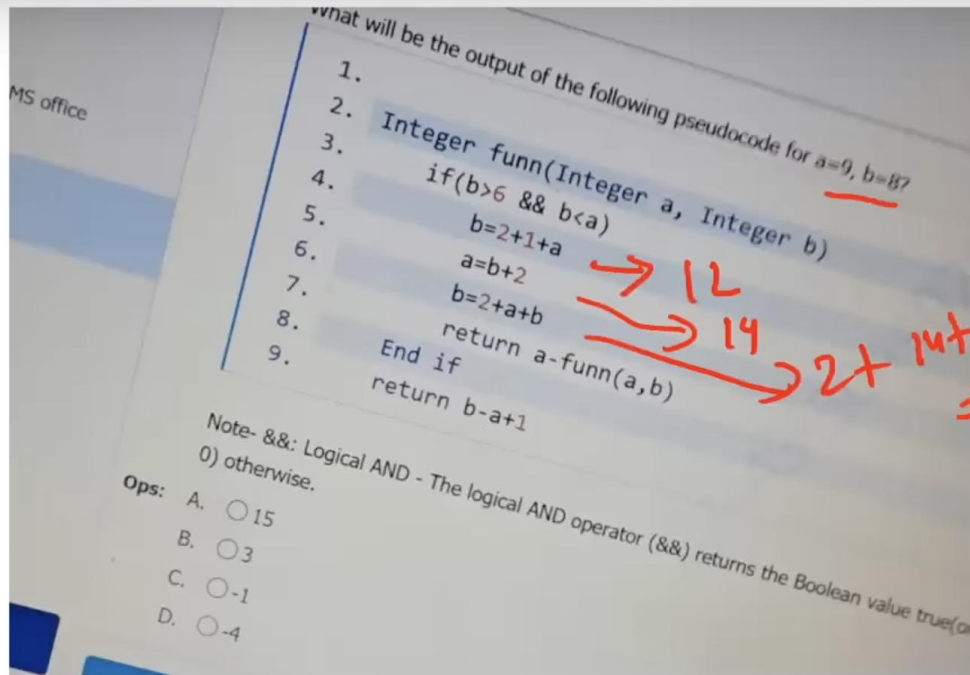 What will be the output of the following pseudocode for a=9, b=8?
MS office
1.
2. Integer funn(Integer a, Integer b)
3. if(b>6 && b<a)
4. b=2+1+a → 12
5. a=b+2 → 14
6. b=2+a+b → 2+ 14+
7. return a-funn(a,b)
8. End if
9. return b-a+1
Note- &&: Logical AND - The logical AND operator (&&) returns the Boolean value true(or
0) otherwise.
Ops: A. 15
B. 3
C. -1
D. -4